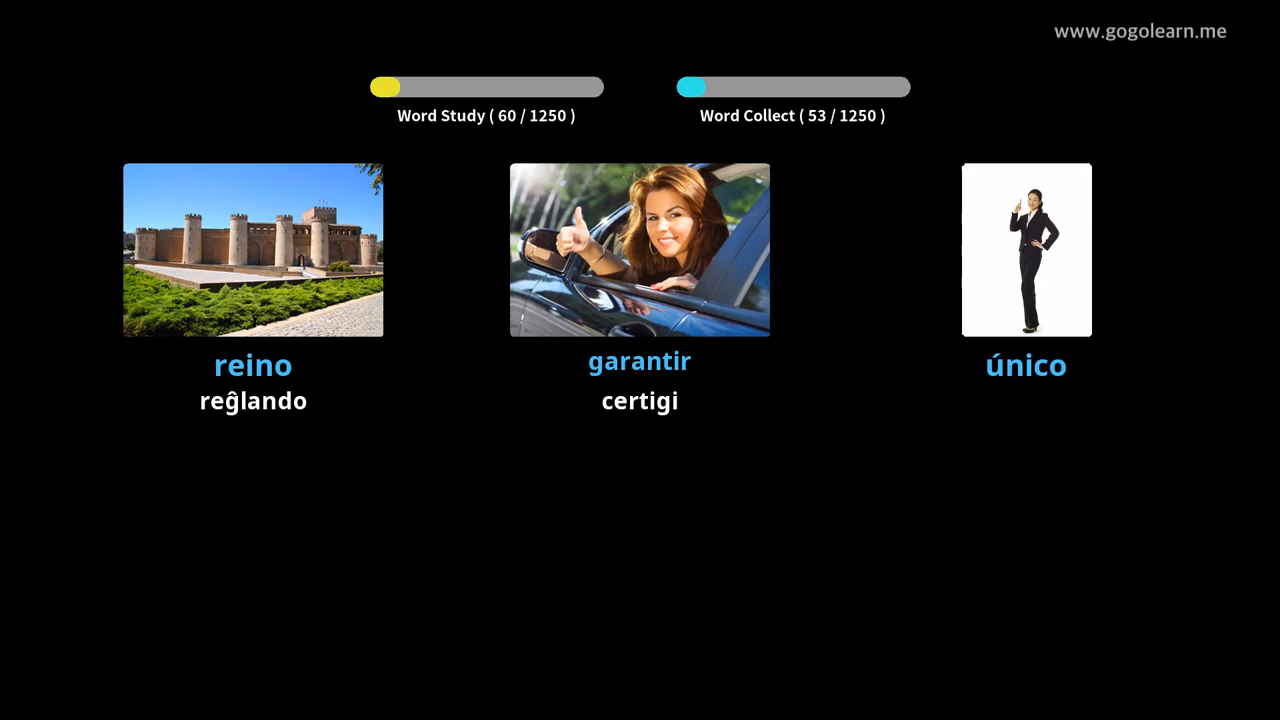 www.gogolearn.me
Word Study ( 60 / 1250 )
Word Collect ( 53 / 1250 )
reino
reĝlando
garantir
certigi
único